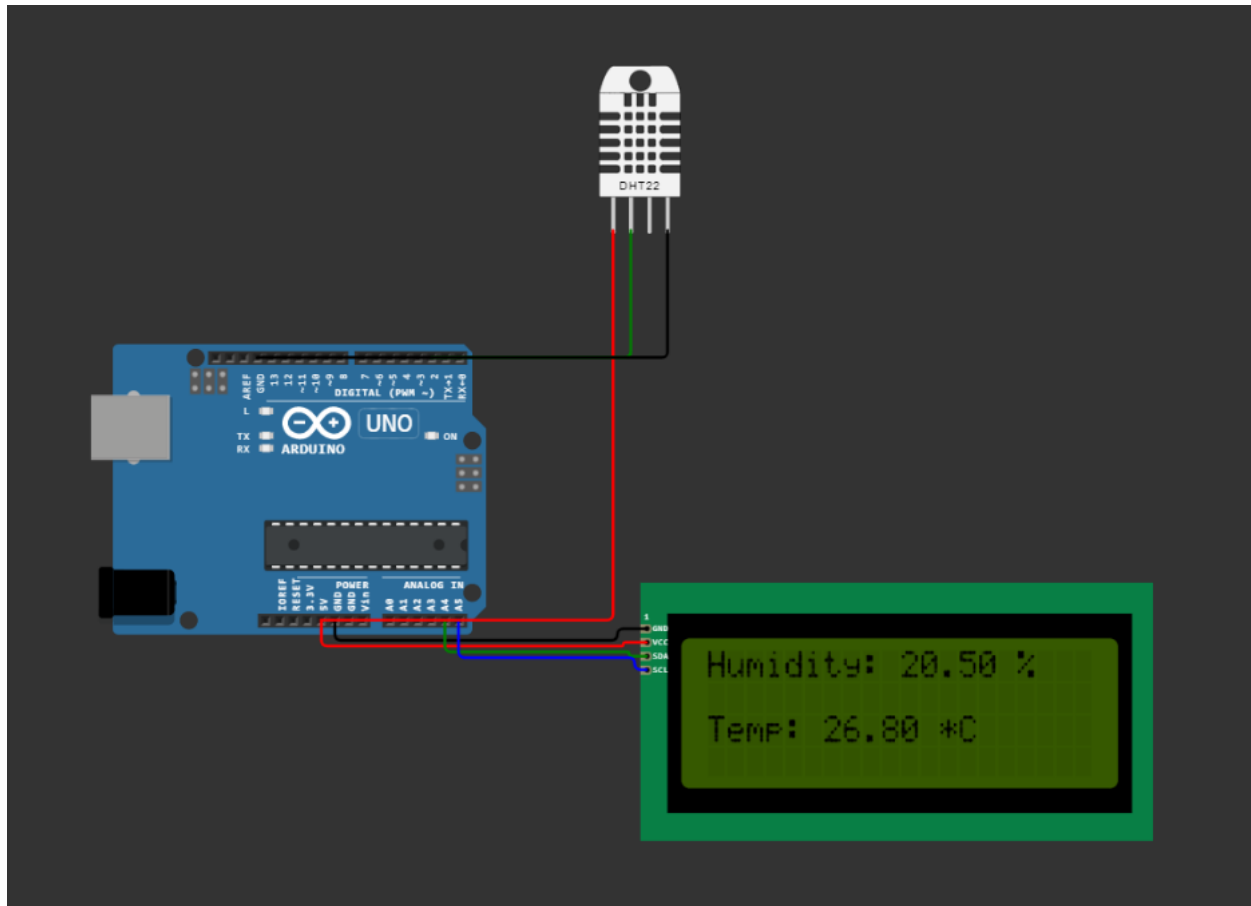 DHT22
AREF
GND
13
12
~11
~10
~9
8
7
~6
~5
4
~3
2
TX→1
RX←0
DIGITAL (PWM ~)
L
TX
RX
ARDUINO
UNO
ON
IOREF
RESET
3.3V
5V
GND
GND
Vin
POWER
ANALOG IN
A0
A1
A2
A3
A4
A5
1
GND
VCC
SDA
SCL
Humidity: 20.50 %
Temp: 26.80 *C